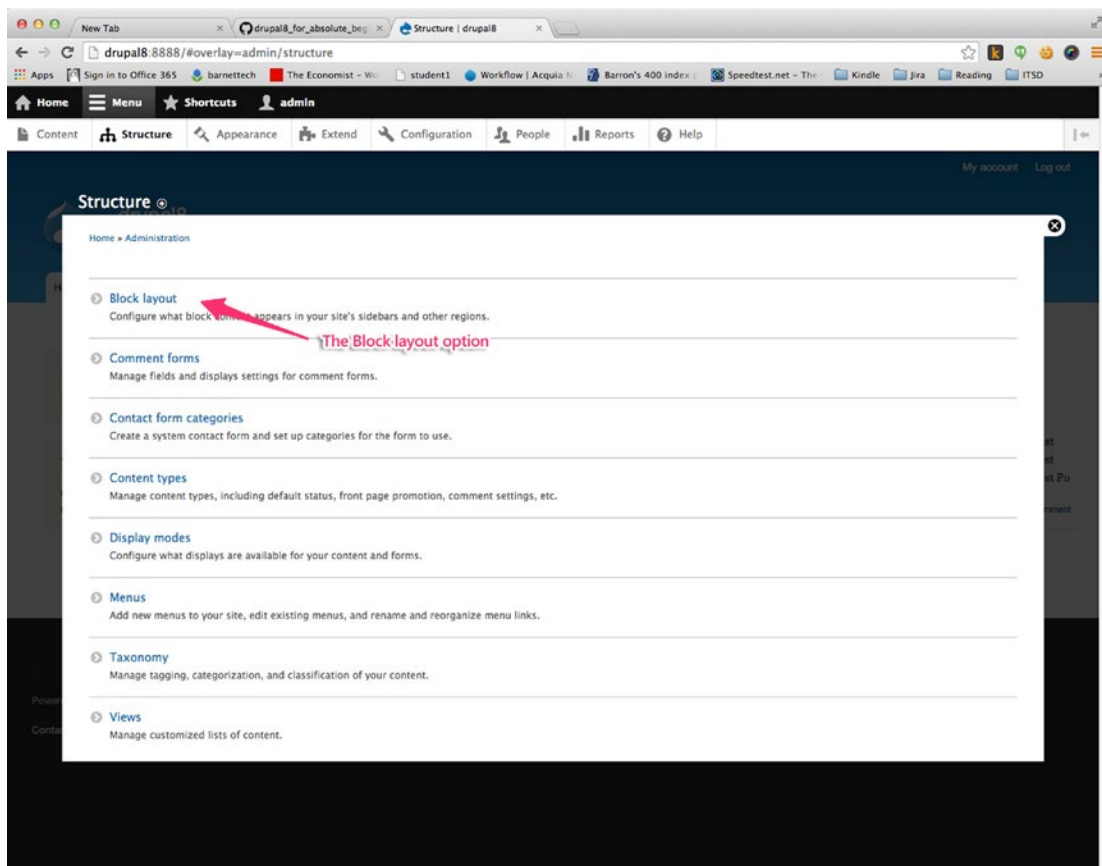 New Tab
drupal8_for_absolute_beg
Structure | drupal8
drupal8:8888/#overlay=admin/structure
Apps Sign in to Office 365 barnettech The Economist - Wo student1 Workflow | Acquia N Barron's 400 index : Speedtest.net - The Kindle Jira Reading ITSD
Home Menu Shortcuts admin
Content Structure Appearance Extend Configuration People Reports Help
My account Log out
Structure
drupal8
Home » Administration
Block layout
Configure what block content appears in your site's sidebars and other regions.
The Block layout option
Comment forms
Manage fields and displays settings for comment forms.
Contact form categories
Create a system contact form and set up categories for the form to use.
Content types
Manage content types, including default status, front page promotion, comment settings, etc.
Display modes
Configure what displays are available for your content and forms.
Menus
Add new menus to your site, edit existing menus, and rename and reorganize menu links.
Taxonomy
Manage tagging, categorization, and classification of your content.
Views
Manage customized lists of content.